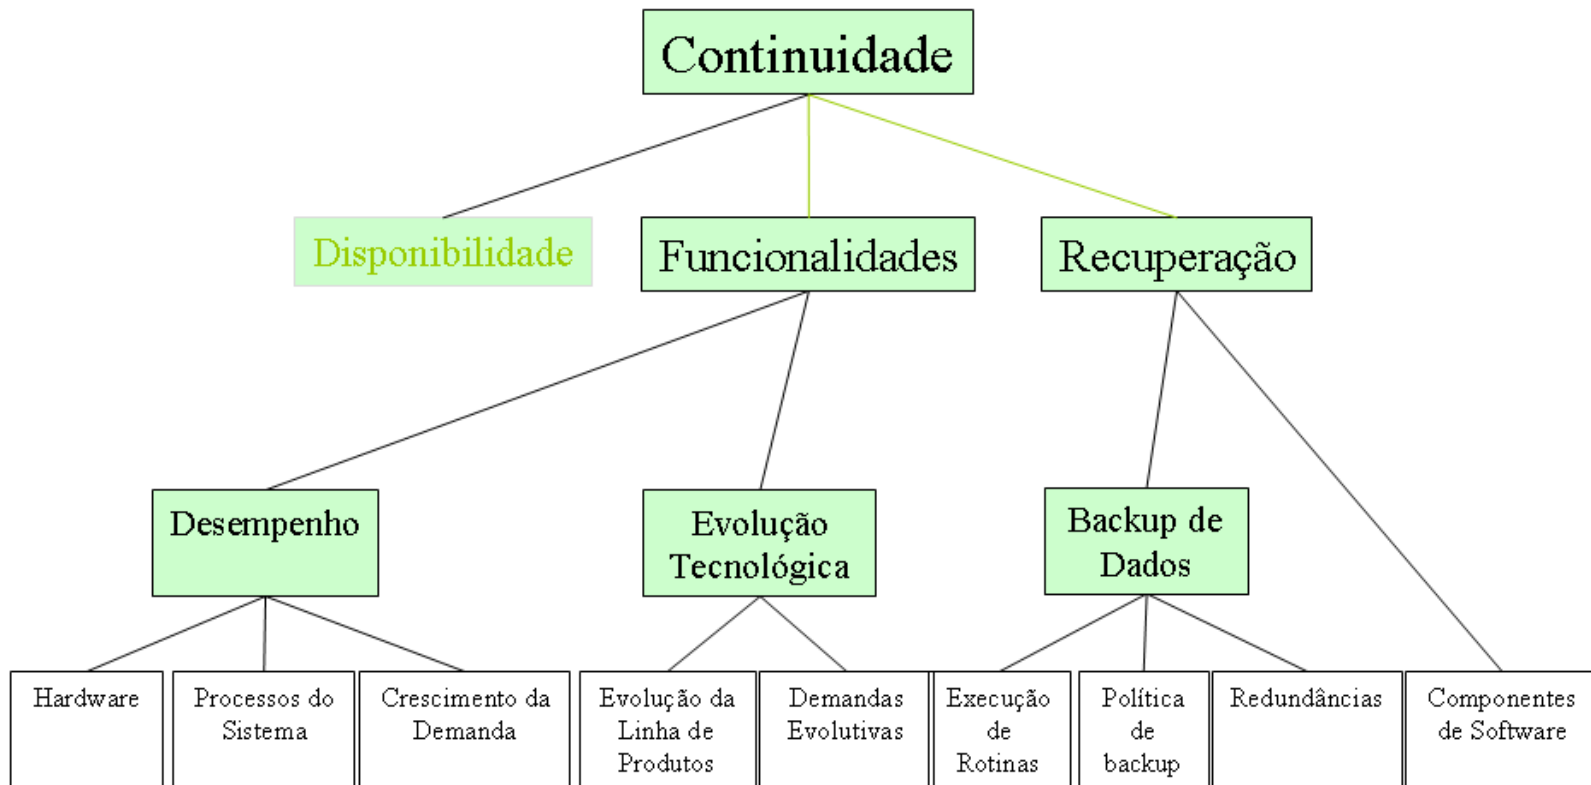 Continuidade
Disponibilidade
Funcionalidades
Recuperação
Desempenho
Evolução
Tecnológica
Backup de
Dados
Hardware
Processos do
Sistema
Crescimento da
Demanda
Evolução da
Linha de
Produtos
Demandas
Evolutivas
Execução
de
Rotinas
Política
de
backup
Redundâncias
Componentes
de Software